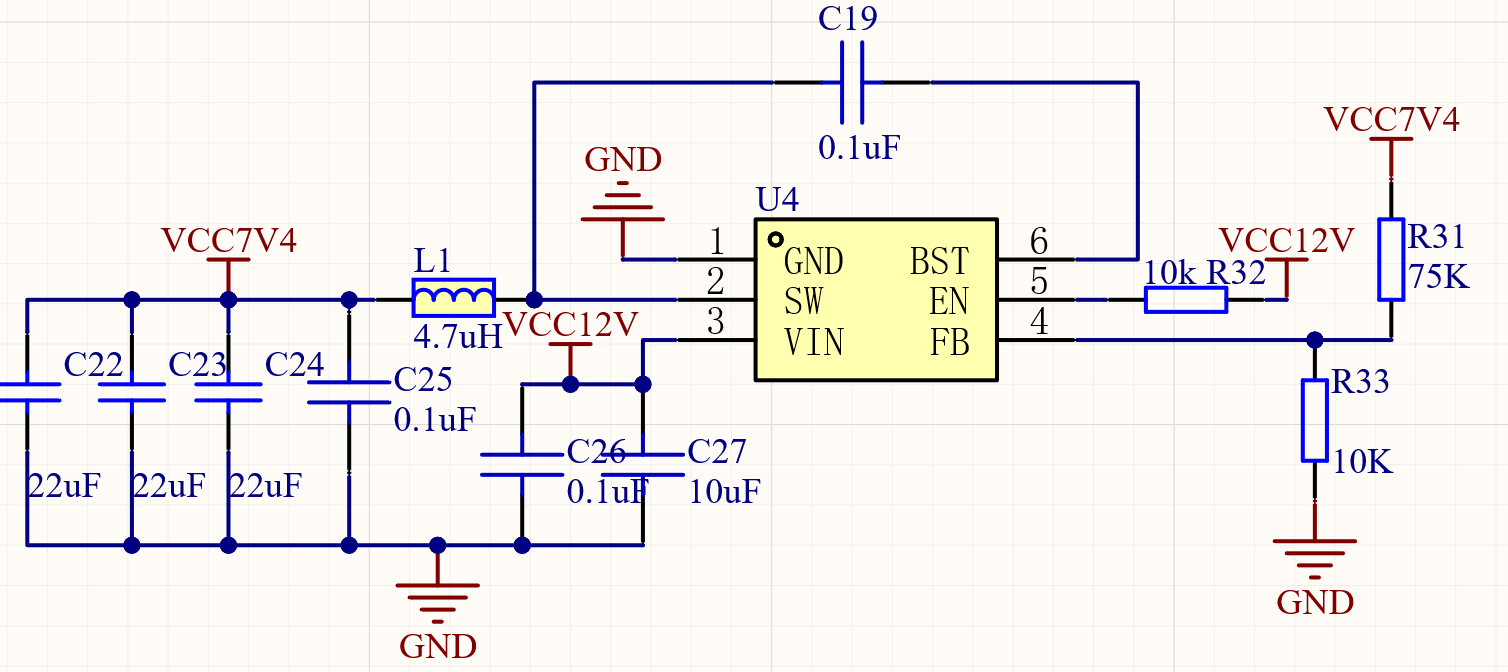 C19
0.1uF
VCC7V4
GND
U4
VCC7V4
L1
4.7uH
VCC12V
1
2
3
GND
SW
VIN
BST
EN
FB
6
5
4
VCC12V
10k R32
R31
75K
C22
C23
C24
C25
0.1uF
22uF
22uF
22uF
C26
0.1uF
C27
10uF
R33
10K
GND
GND